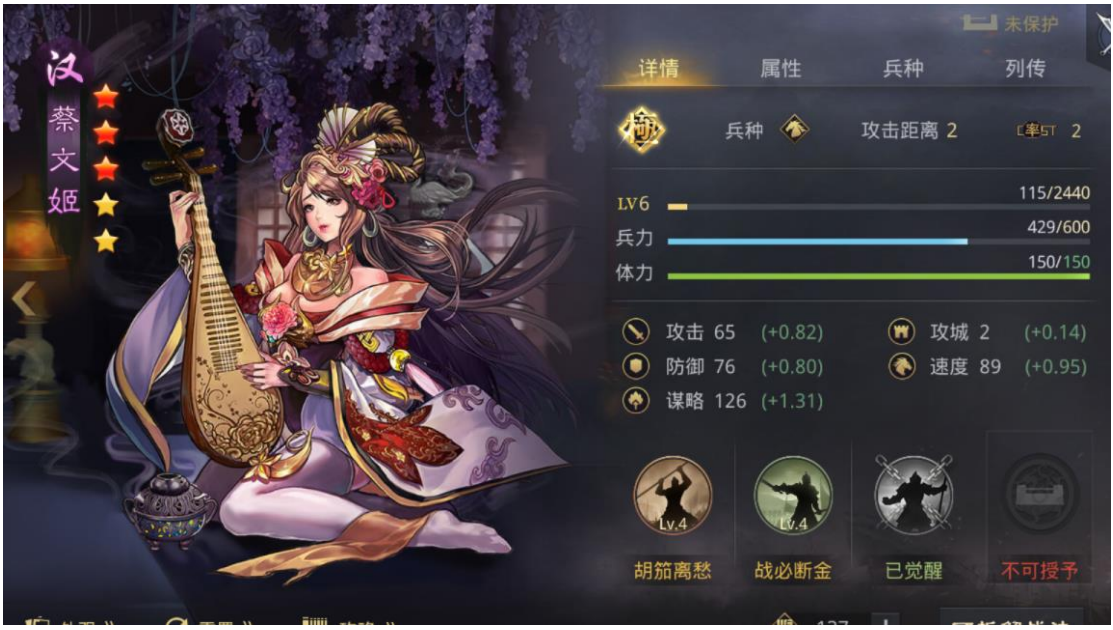 汉
蔡文姬
未保护
详情 属性 兵种 列传
極 兵种 攻击距离 2 2
LV 6 115/2440
兵力 429/600
体力 150/150
攻击 65 (+0.82) 攻城 2 (+0.14)
防御 76 (+0.80) 速度 89 (+0.95)
谋略 126 (+1.31)
Lv.4 Lv.4
胡笳离愁 战必断金 已觉醒 不可授予